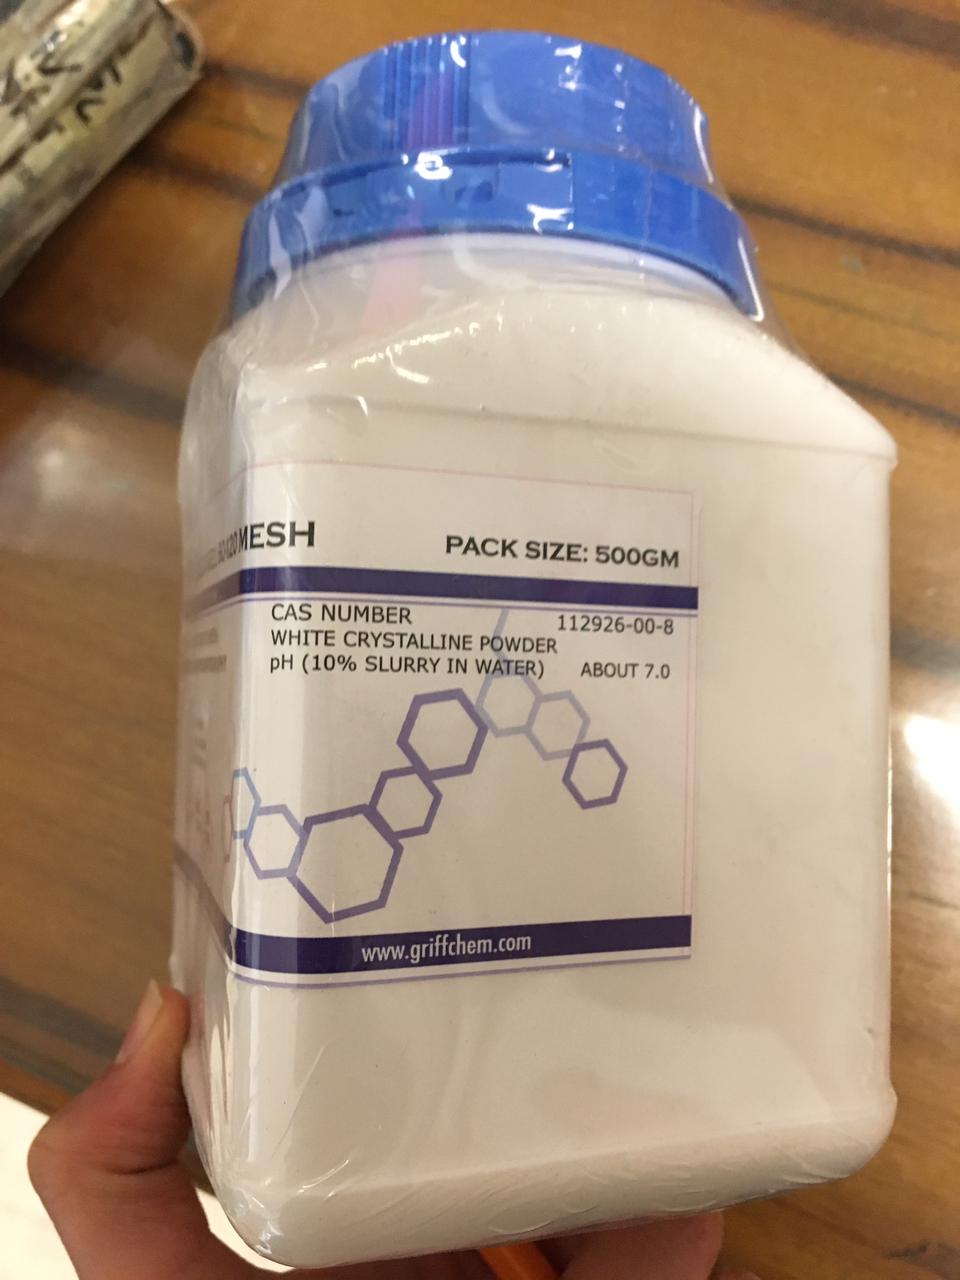 MESH
PACK SIZE: 500GM
CAS NUMBER 112926-00-8
WHITE CRYSTALLINE POWDER
pH (10% SLURRY IN WATER) ABOUT 7.0
www.griffchem.com